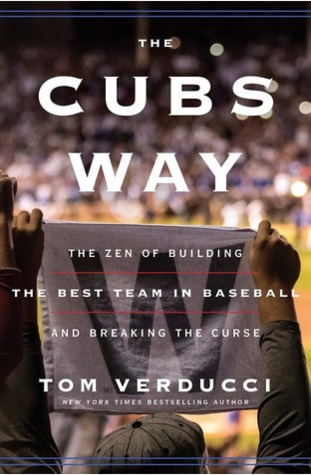 THE
CUBS
WAY
THE ZEN OF BUILDING
THE BEST TEAM IN BASEBALL
AND BREAKING THE CURSE
TOM VERDUCCI
NEW YORK TIMES BESTSELLING AUTHOR
W